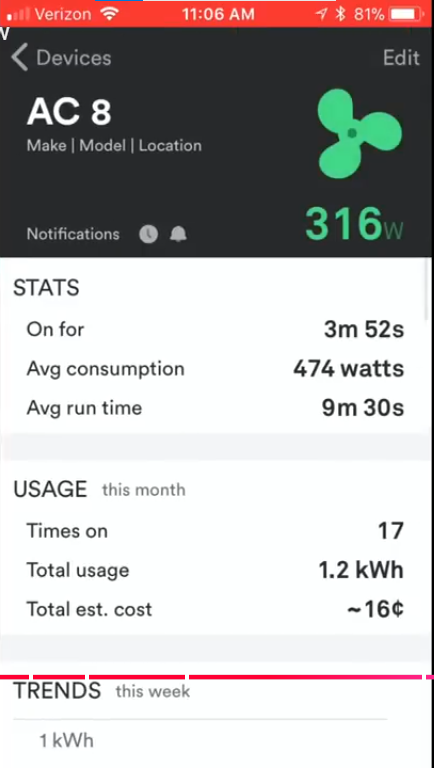 Verizon 11:06 AM 81%
Devices Edit
AC 8
Make | Model | Location
Notifications 316w
STATS
On for 3m 52s
Avg consumption 474 watts
Avg run time 9m 30s
USAGE this month
Times on 17
Total usage 1.2 kWh
Total est. cost ~16¢
TRENDS this week
1 kWh